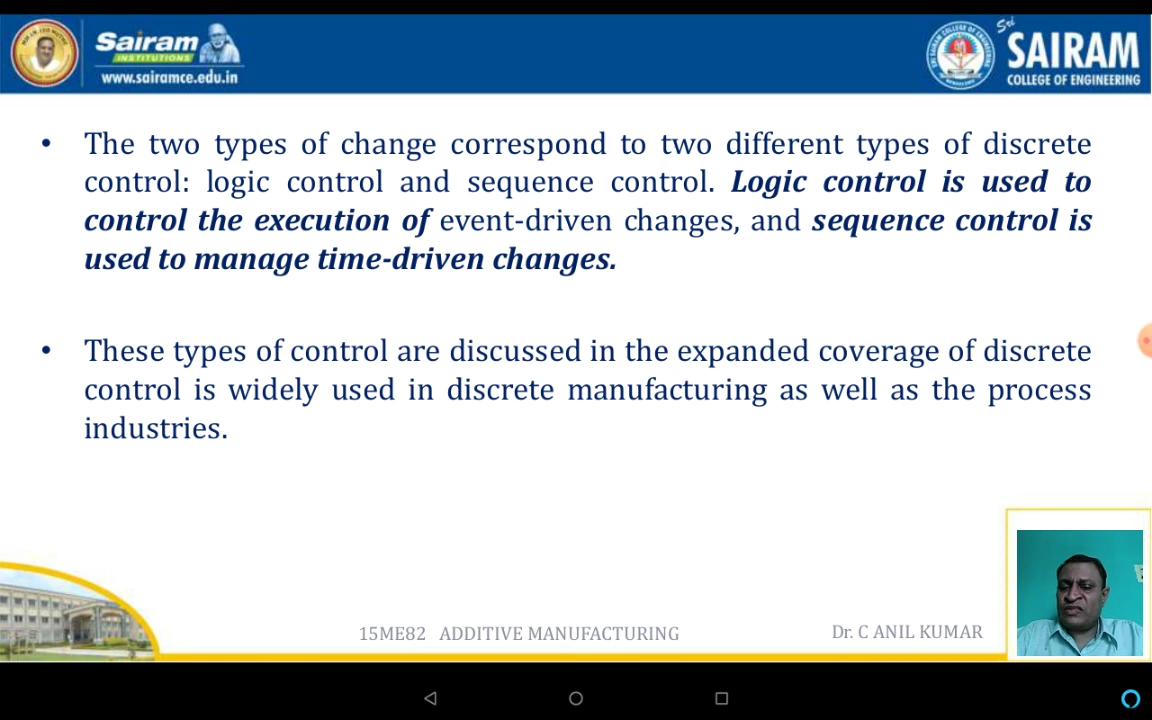 Sairam
INSTITUTIONS
www.sairamce.edu.in
Sri
SAIRAM
COLLEGE OF ENGINEERING
• The two types of change correspond to two different types of discrete
control: logic control and sequence control. Logic control is used to
control the execution of event-driven changes, and sequence control is
used to manage time-driven changes.
• These types of control are discussed in the expanded coverage of discrete
control is widely used in discrete manufacturing as well as the process
industries.
15ME82 ADDITIVE MANUFACTURING
Dr. C ANIL KUMAR